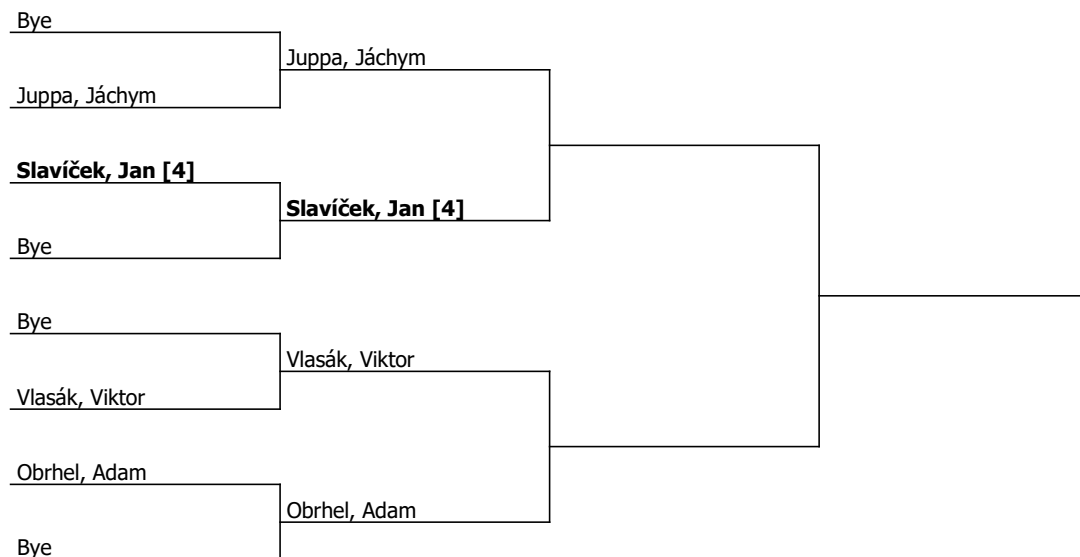 Bye
Juppa, Jáchym
Juppa, Jáchym
Slavíček, Jan [4]
Slavíček, Jan [4]
Bye
Bye
Vlasák, Viktor
Vlasák, Viktor
Obrhel, Adam
Obrhel, Adam
Bye